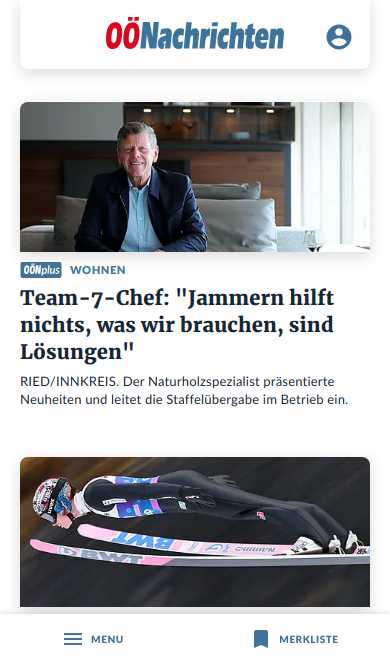 OÖNachrichten
OÖNplus WOHNEN
Team-7-Chef: "Jammern hilft
nichts, was wir brauchen, sind
Lösungen"
RIED/INNKREIS. Der Naturholzspezialist präsentierte
Neuheiten und leitet die Staffelübergabe im Betrieb ein.
BWT
BWT
MENU
MERKLISTE